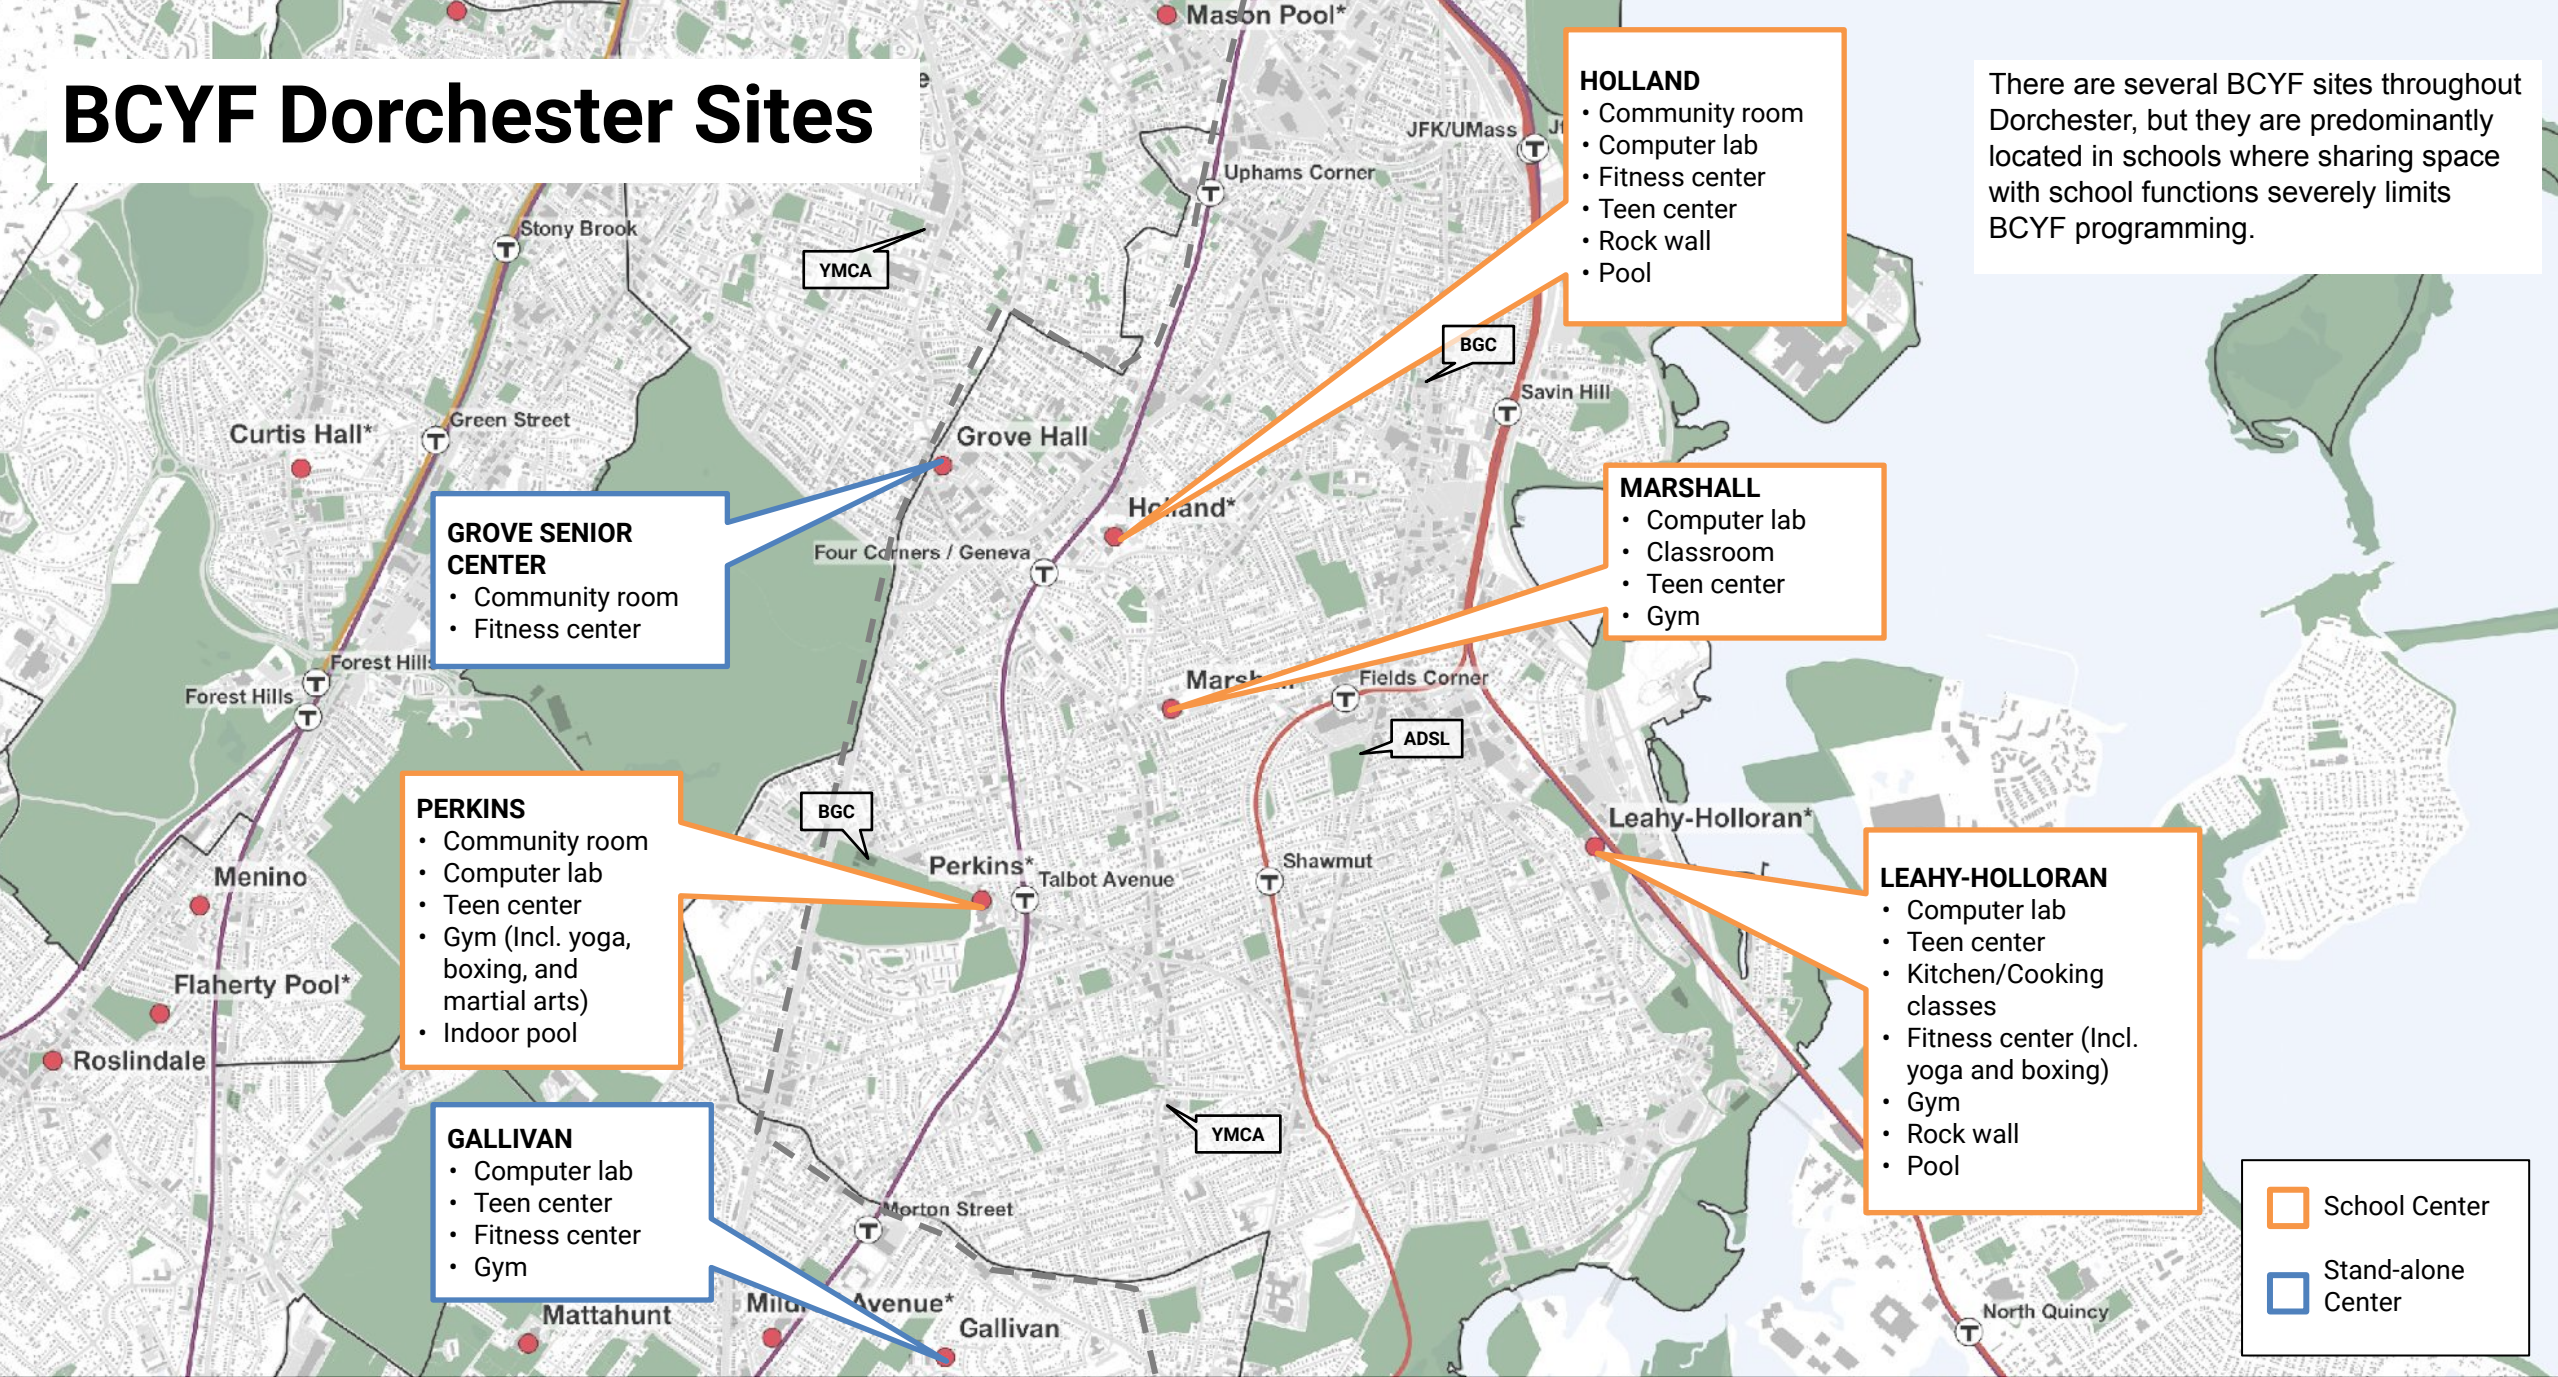 BCYF Dorchester Sites
Mason Pool*
There are several BCYF sites throughout
Dorchester, but they are predominantly
located in schools where sharing space
with school functions severely limits
BCYF programming.
HOLLAND
• Community room
• Computer lab
• Fitness center
• Teen center
• Rock wall
• Pool
JFK/UMass
Uphams Corner
Stony Brook
YMCA
BGC
Savin Hill
Green Street
Curtis Hall*
Grove Hall
GROVE SENIOR
CENTER
• Community room
• Fitness center
Four Corners / Geneva
MARSHALL
• Computer lab
• Classroom
• Teen center
• Gym
Forest Hills
Fields Corner
ADSL
PERKINS
• Community room
• Computer lab
• Teen center
• Gym (Incl. yoga,
boxing, and
martial arts)
• Indoor pool
BGC
Perkins*
Talbot Avenue
Shawmut
Leahy-Holloran*
LEAHY-HOLLORAN
• Computer lab
• Teen center
• Kitchen/Cooking
classes
• Fitness center (Incl.
yoga and boxing)
• Gym
• Rock wall
• Pool
Menino
Flaherty Pool*
Roslindale
YMCA
GALLIVAN
• Computer lab
• Teen center
• Fitness center
• Gym
Morton Street
Mattahunt
Avenue*
Gallivan
North Quincy
School Center
Stand-alone
Center